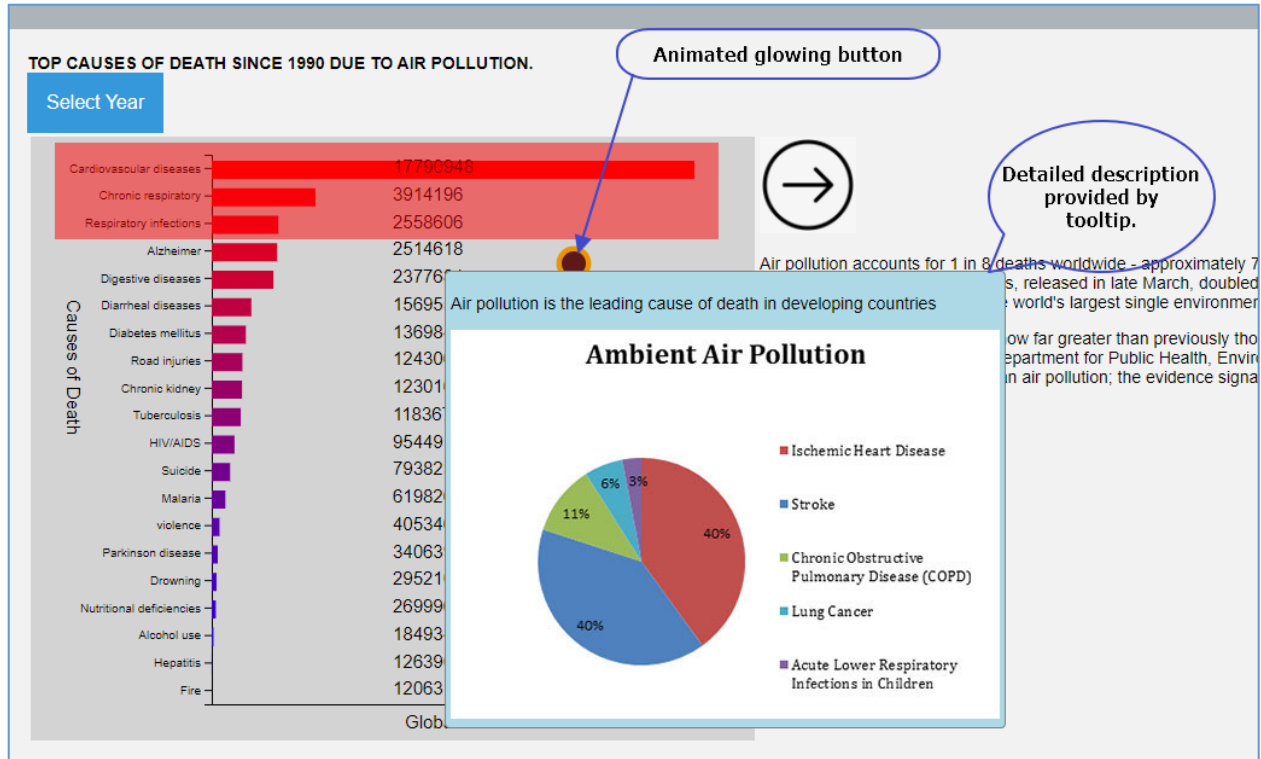 Animated glowing button
TOP CAUSES OF DEATH SINCE 1990 DUE TO AIR POLLUTION.
Select Year
Detailed description
provided by
tooltip.
Cardiovascular diseases 17790948
Chronic respiratory 3914196
Respiratory infections 2558606
Alzheimer 2514618
Digestive diseases
Diarrheal diseases
Diabetes mellitus
Road injuries
Chronic kidney
Tuberculosis
HIV/AIDS
Suicide
Malaria
violence
Parkinson disease
Drowning
Nutritional deficiencies
Alcohol use
Hepatitis
Fire
Causes of Death
Air pollution accounts for 1 in 8 deaths worldwide - approximately 7
released in late March, doubled
world's largest single
far greater than previously
for Public Health,
air pollution; the evidence
Air pollution is the leading cause of death in developing countries
Ambient Air Pollution
Ischemic Heart Disease
Stroke
Chronic Obstructive
Pulmonary Disease (COPD)
Lung Cancer
Acute Lower Respiratory
Infections in Children
40%
40%
11%
6%
3%